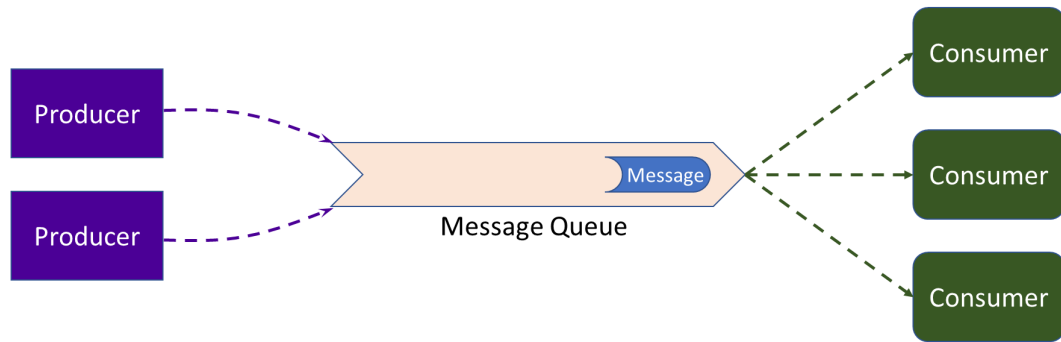 Producer
Producer
Message
Message Queue
Consumer
Consumer
Consumer